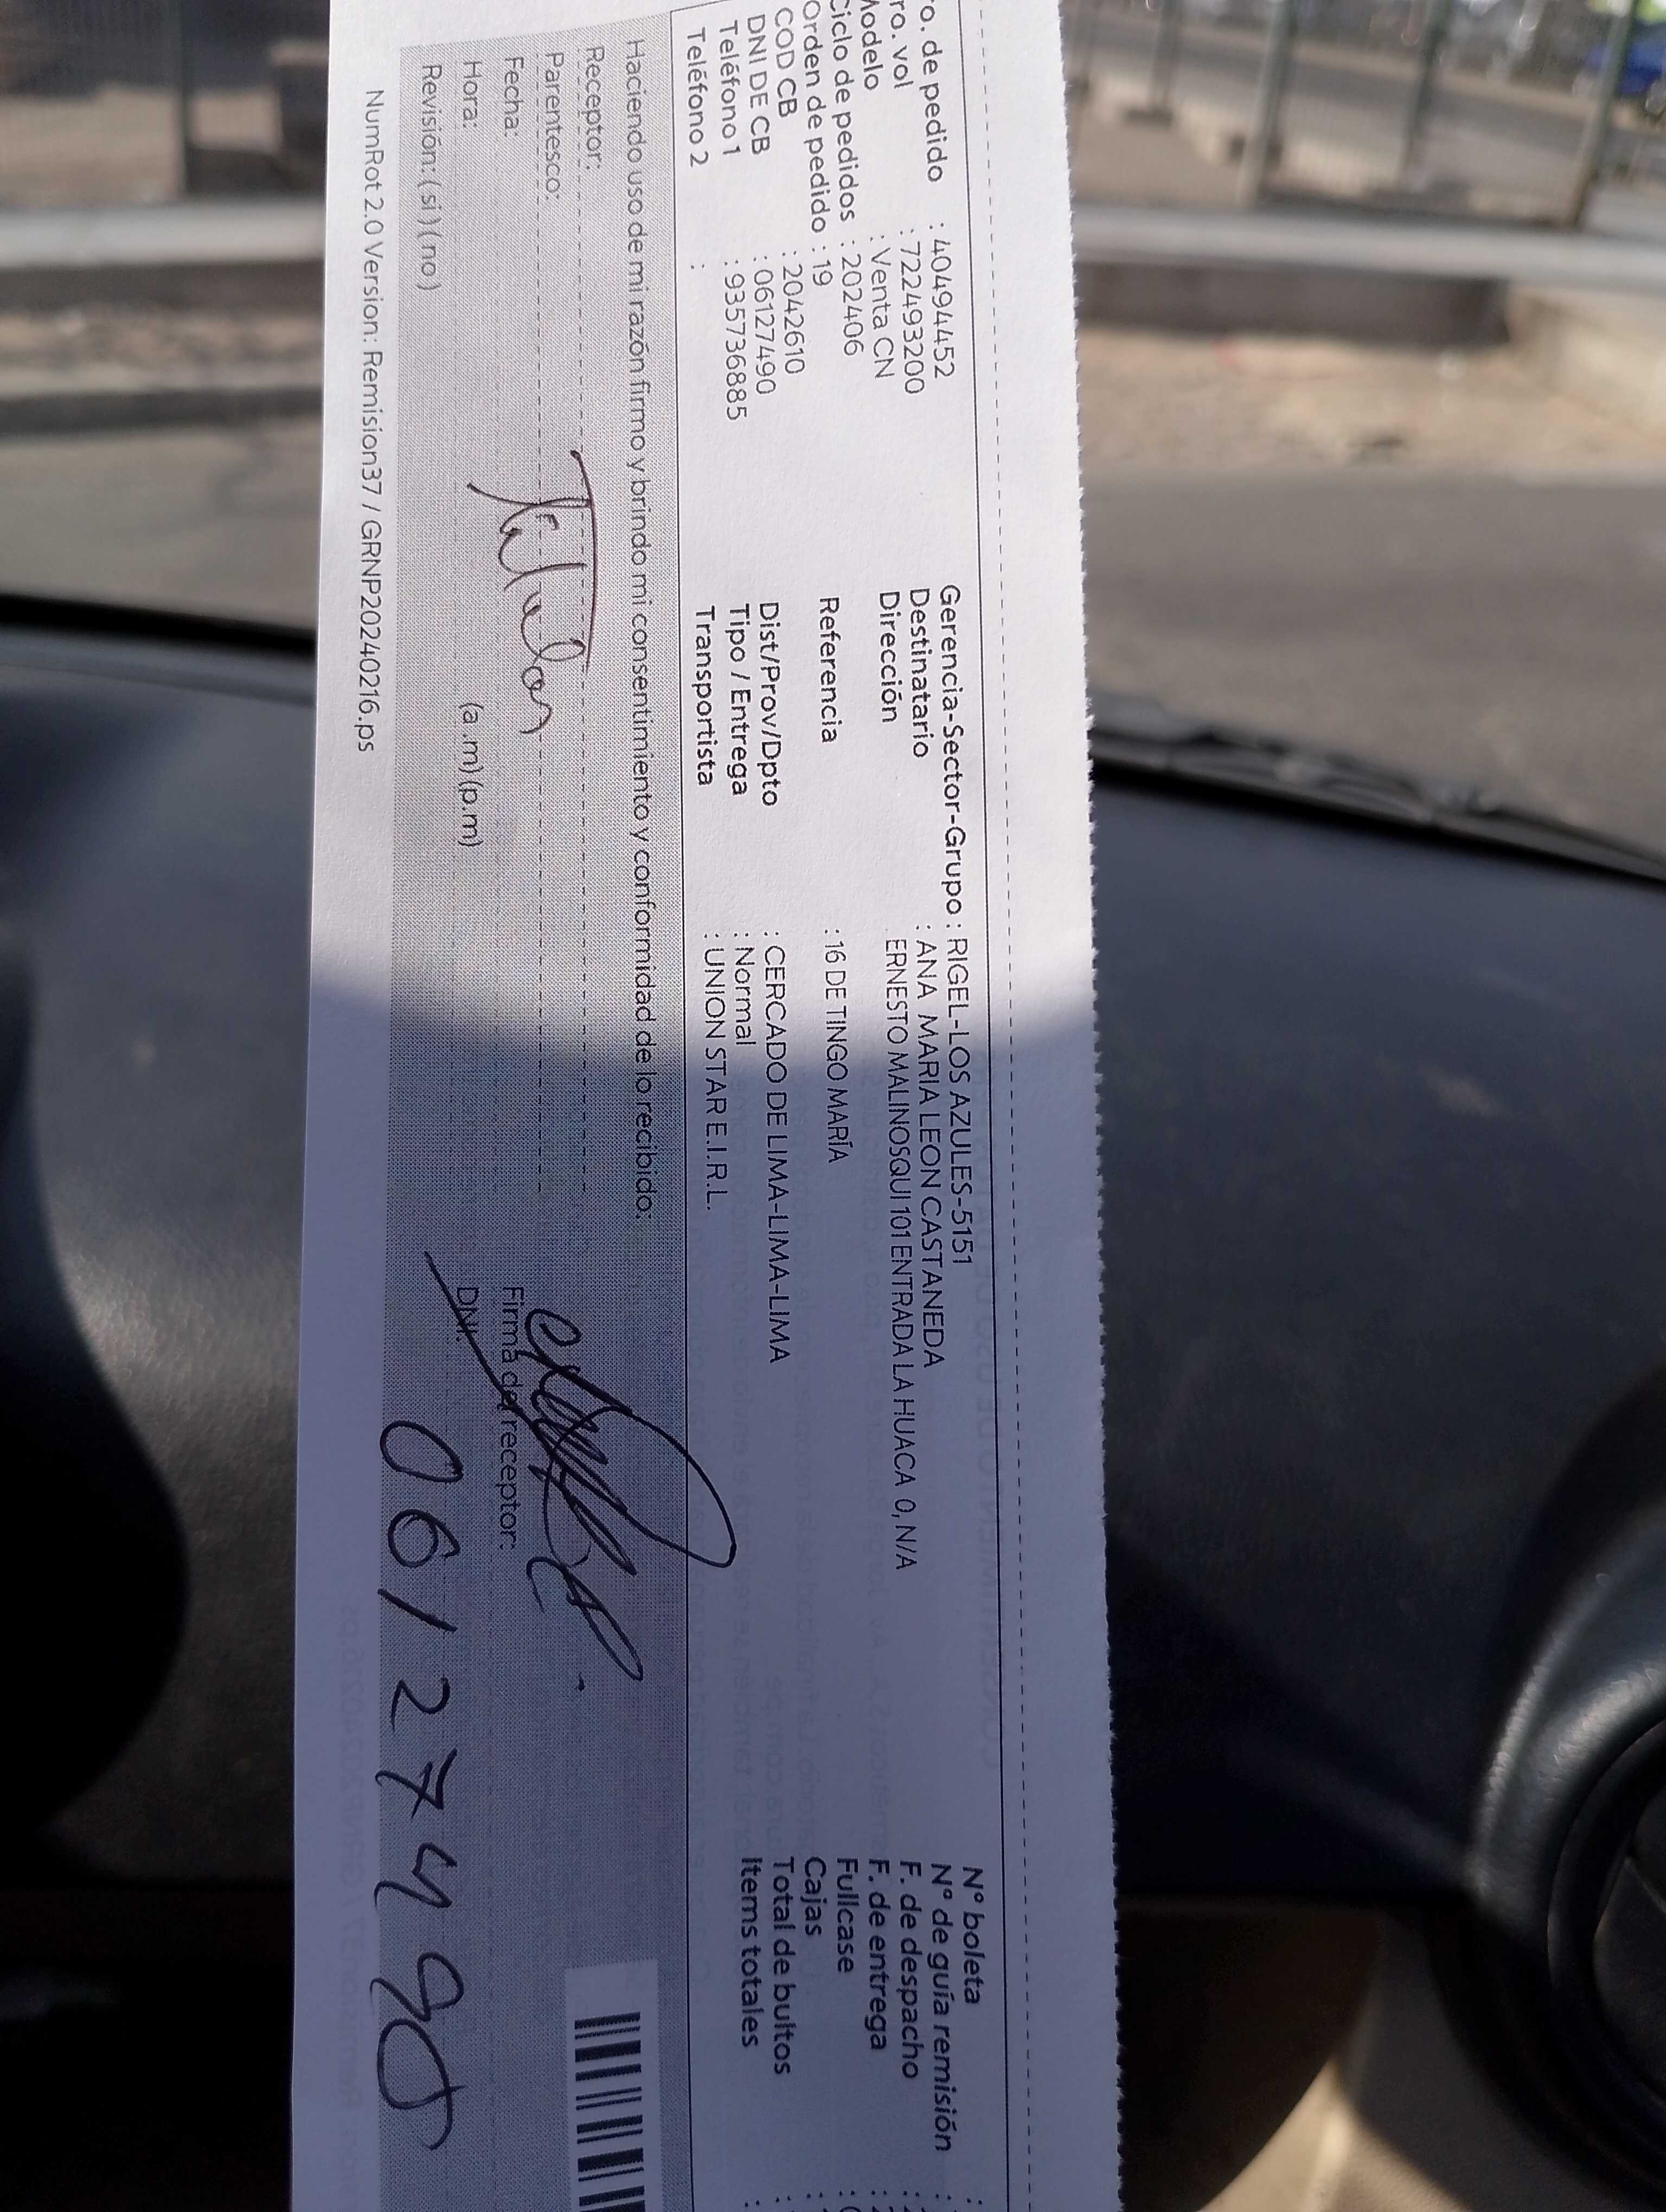 ro. de pedido : 40494452
ro. vol : 722493200
Modelo : Venta CN
Ciclo de pedidos : 202406
Orden de pedido : 19
COD CB : 2042610
DNI DE CB : 06127490
Teléfono 1 : 935736885
Teléfono 2 :
Gerencia-Sector-Grupo : RIGEL-LOS AZULES-5151
Destinatario : ANA MARIA LEON CASTANEDA
Dirección ERNESTO MALINOSQUI 101 ENTRADA LA HUACA 0, N/A
Referencia : 16 DE TINGO MARÍA
Dist/Prov/Dpto : CERCADO DE LIMA-LIMA-LIMA
Tipo / Entrega : Normal
Transportista : UNION STAR E.I.R.L.
N° boleta :
N° de guía remisión :
F. de despacho :
F. de entrega :
Fullcase :
Cajas :
Total de bultos :
Items totales :
Haciendo uso de mi razón firmo y brindo mi consentimiento y conformidad de lo recibido:
Receptor:
Parentesco:
Fecha:
Hora: (a.m) (p.m)
Revisión: (si) (no)
Firma del receptor:
DNI:
06127490
NumRot 2.0 Version: Remision37 / GRNP20240216.ps